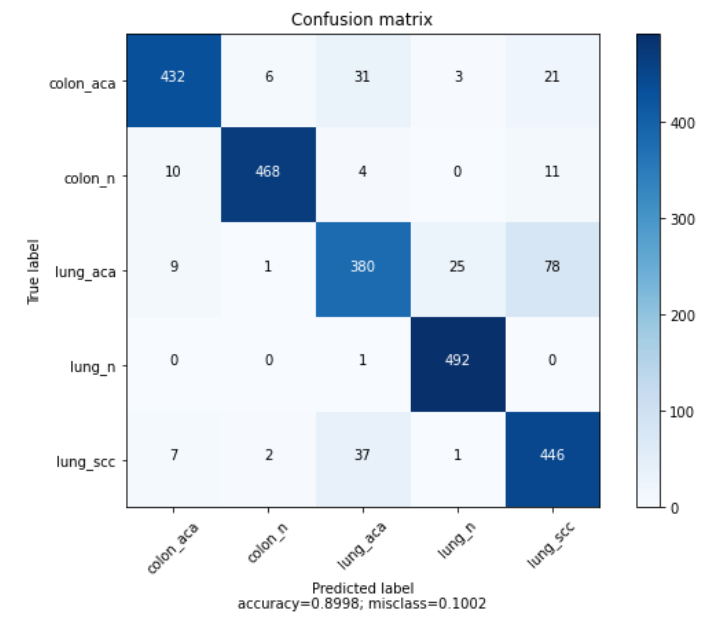 Confusion matrix
colon_aca 432 6 31 3 21
colon_n 10 468 4 0 11
lung_aca 9 1 380 25 78
lung_n 0 0 1 492 0
lung_scc 7 2 37 1 446
True label
colon_aca colon_n lung_aca lung_n lung_scc
Predicted label
accuracy=0.8998; misclass=0.1002
400
300
200
100
0